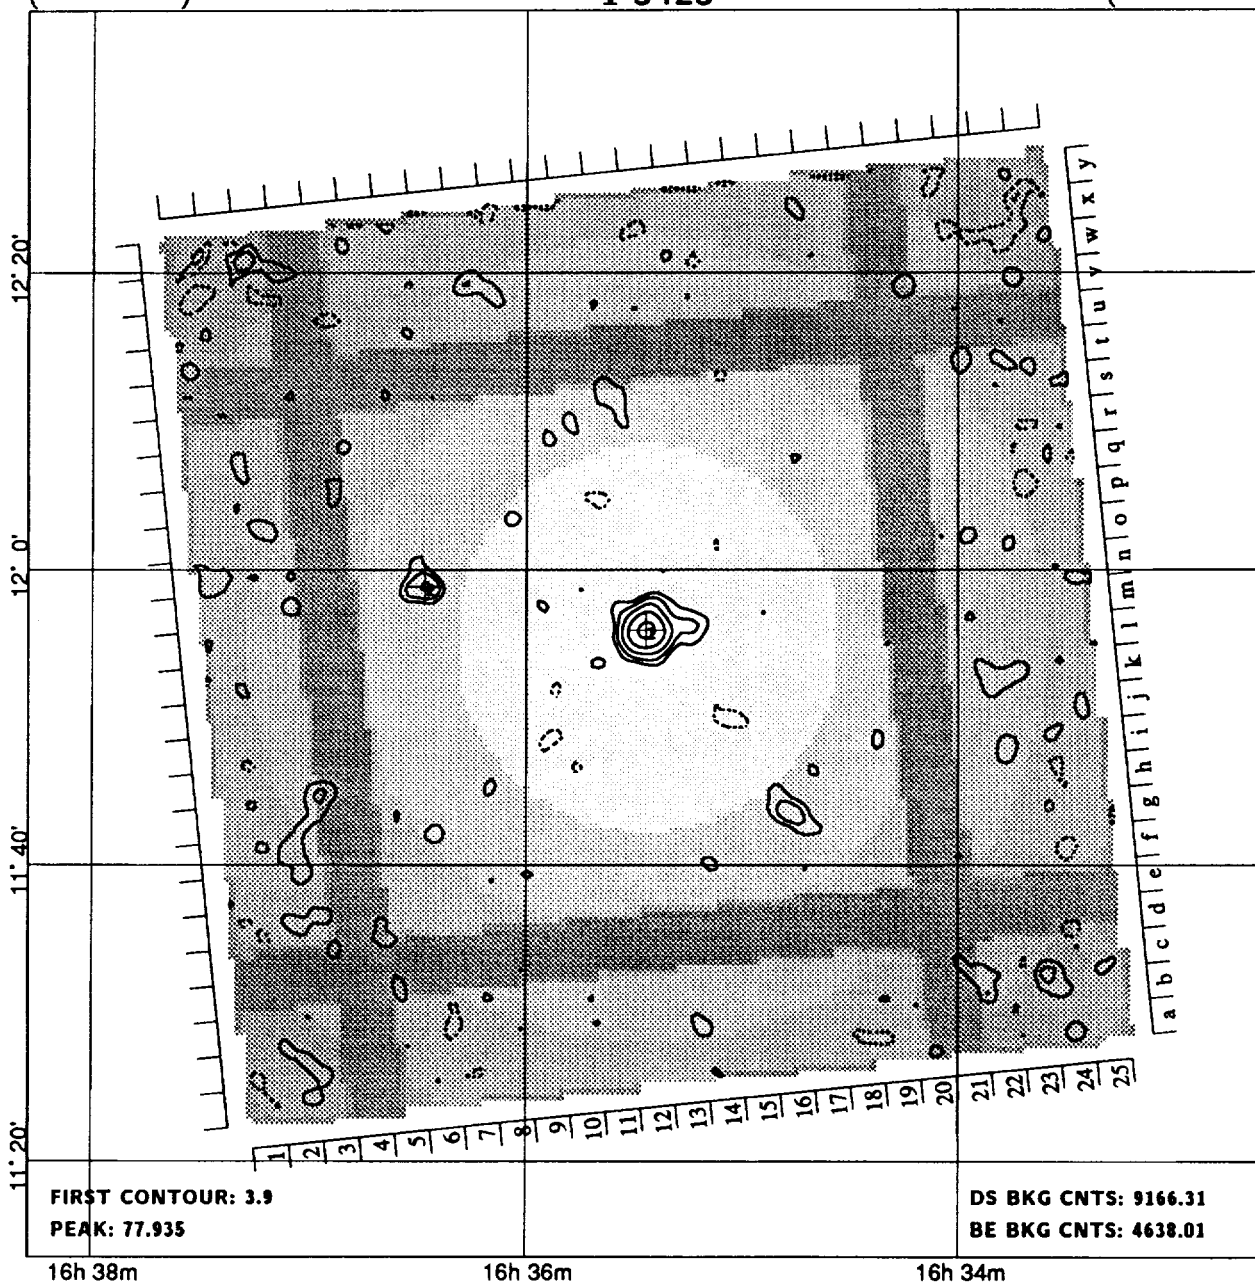 12° 20'
12° 0'
11° 40'
11° 20'
a b c d e f g h i j k l m n o p q r s t u v w x y
1 2 3 4 5 6 7 8 9 10 11 12 13 14 15 16 17 18 19 20 21 22 23 24 25
FIRST CONTOUR: 3.9
PEAK: 77.935
DS BKG CNTS: 9166.31
BE BKG CNTS: 4638.01
16h 38m
16h 36m
16h 34m